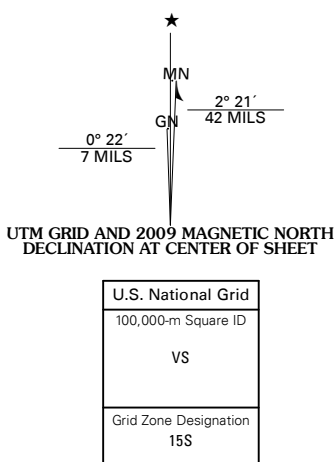 MN
2° 21´
42 MILS
GN
0° 22´
7 MILS
UTM GRID AND 2009 MAGNETIC NORTH
DECLINATION AT CENTER OF SHEET
U.S. National Grid
100,000-m Square ID
VS
Grid Zone Designation
15S